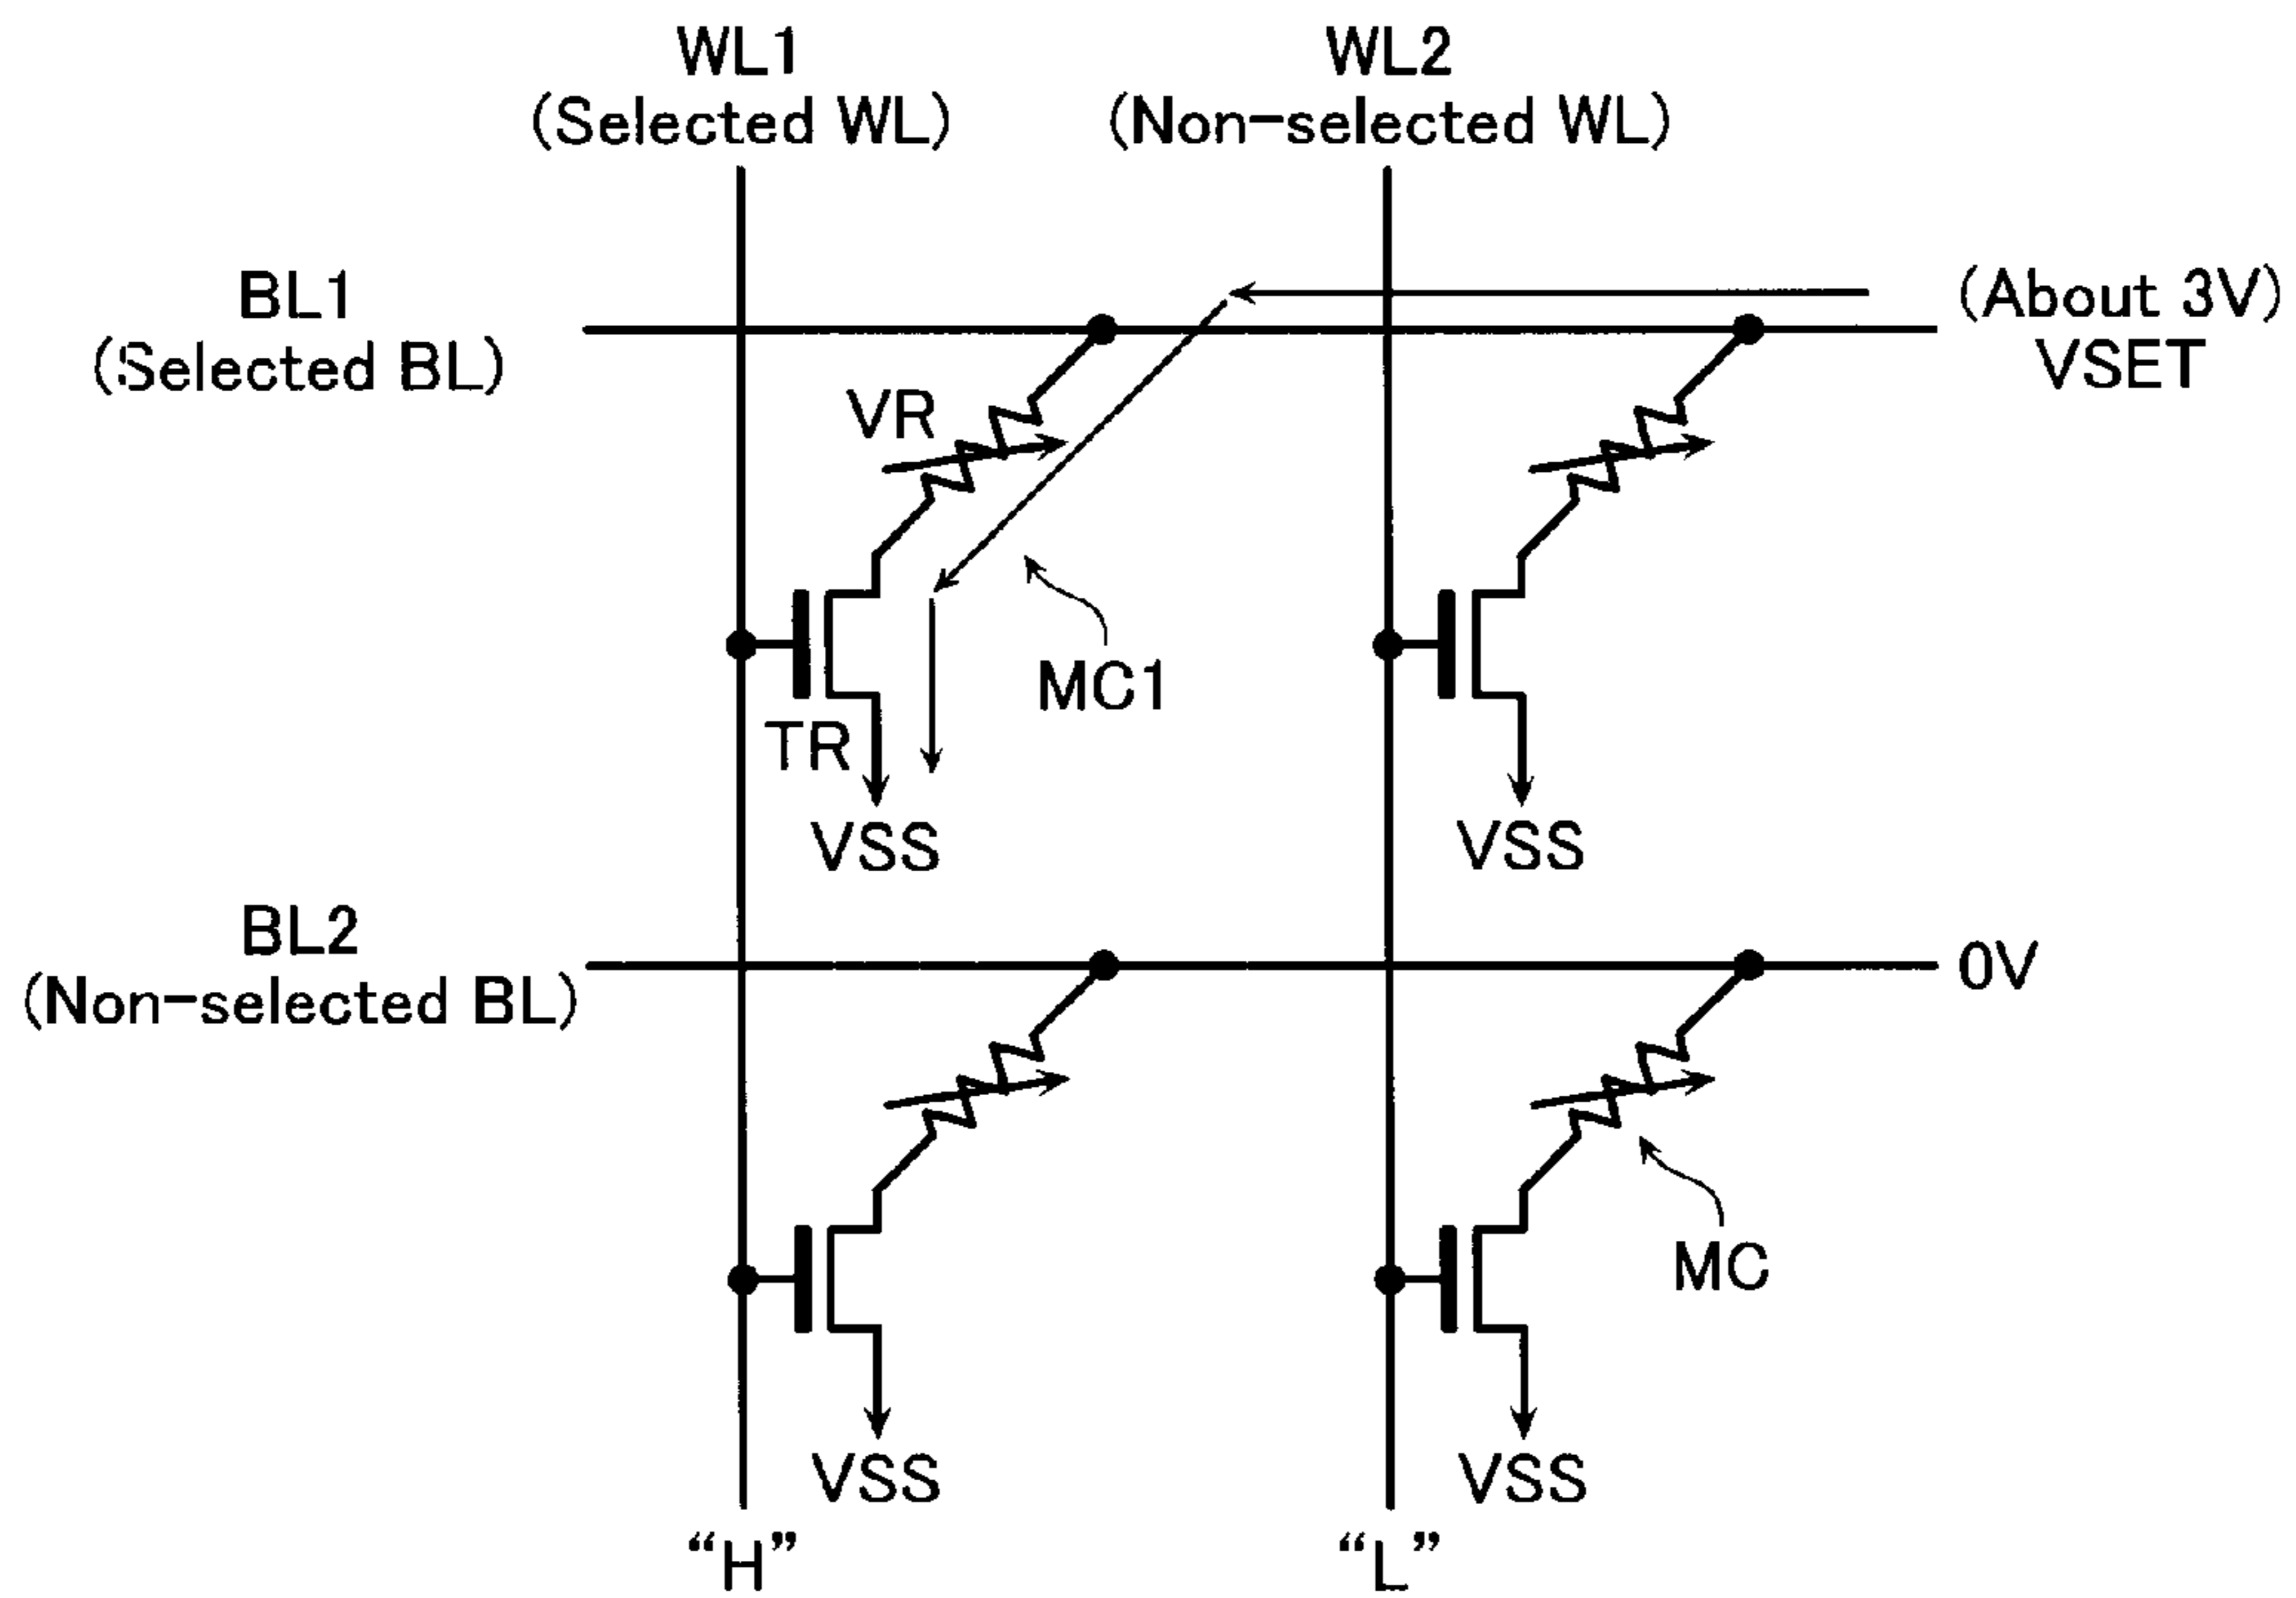 WL1
(Selected WL)
WL2
(Non-selected WL)
BL1
(Selected BL)
(About 3V)
VSET
VR
MC1
TR
VSS
VSS
BL2
(Non-selected BL)
0V
MC
VSS
VSS
“H”
“L”